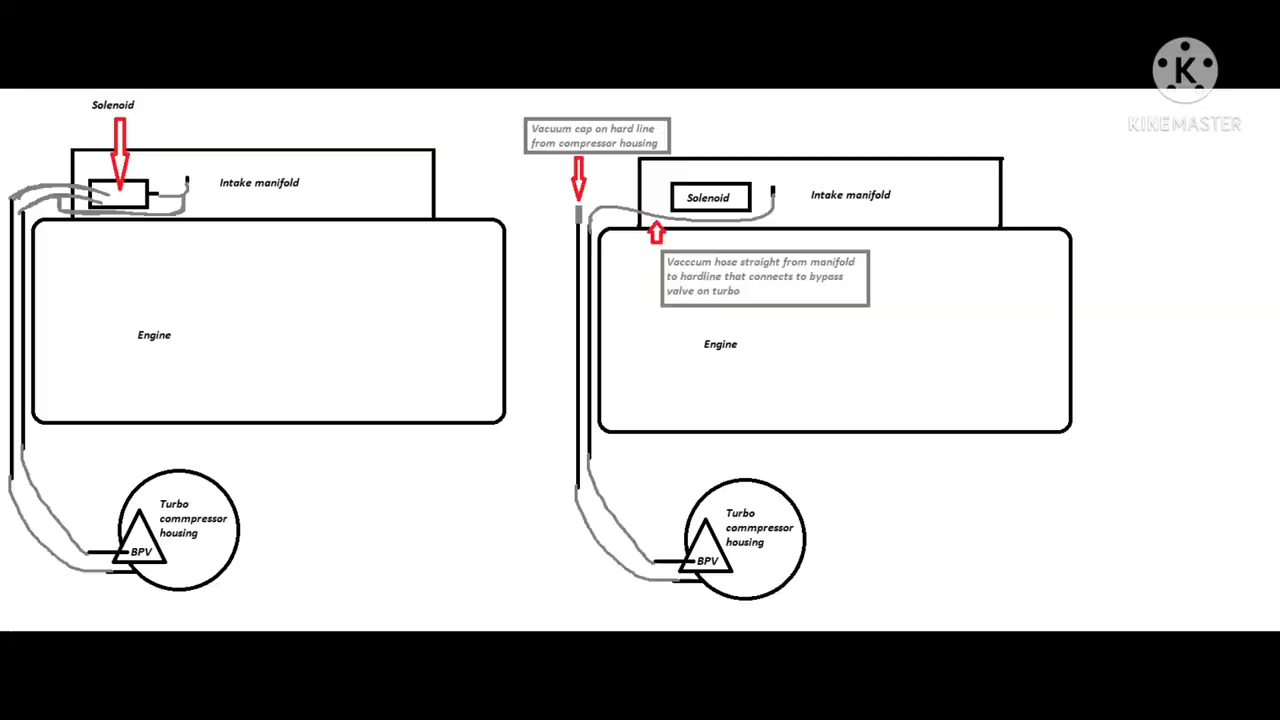 K
KINEMASTER
Solenoid
Intake manifold
Engine
Turbo
commpressor
housing
BPV
Vacuum cap on hard line
from compressor housing
Solenoid
Intake manifold
Vacccum hose straight from manifold
to hardline that connects to bypass
valve on turbo
Engine
Turbo
commpressor
housing
BPV